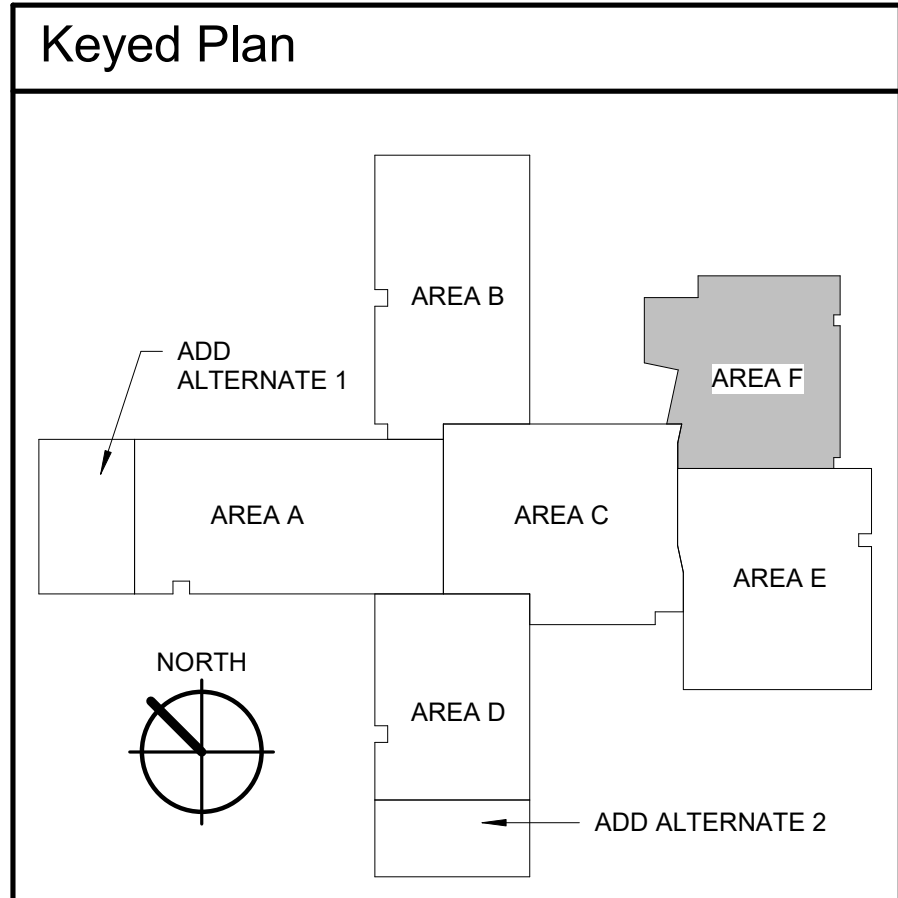 Keyed Plan
AREA B
ADD
ALTERNATE 1
AREA F
AREA A
AREA C
AREA E
NORTH
AREA D
ADD ALTERNATE 2